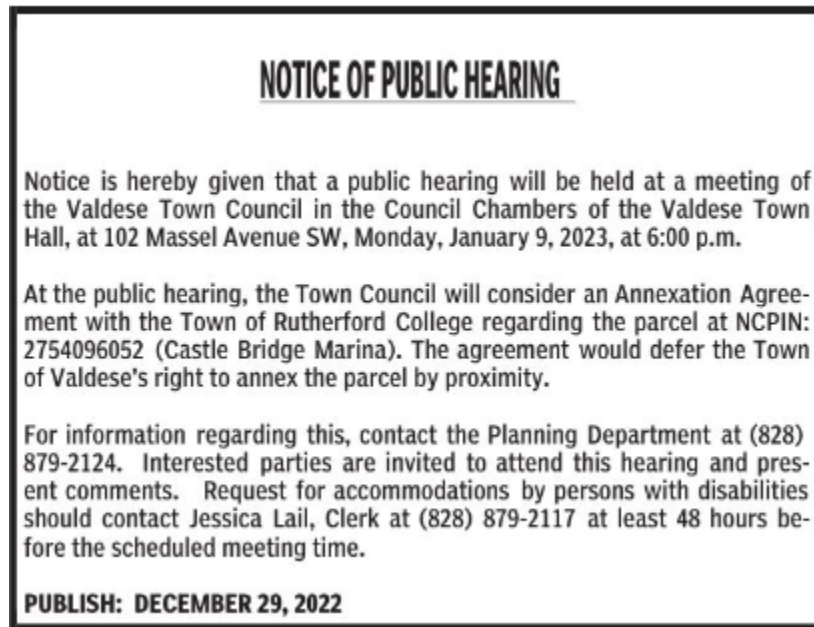 NOTICE OF PUBLIC HEARING
Notice is hereby given that a public hearing will be held at a meeting of
the Valdese Town Council in the Council Chambers of the Valdese Town
Hall, at 102 Massel Avenue SW, Monday, January 9, 2023, at 6:00 p.m.
At the public hearing, the Town Council will consider an Annexation Agree-
ment with the Town of Rutherford College regarding the parcel at NCPIN:
2754096052 (Castle Bridge Marina). The agreement would defer the Town
of Valdese's right to annex the parcel by proximity.
For information regarding this, contact the Planning Department at (828)
879-2124. Interested parties are invited to attend this hearing and pres-
ent comments. Request for accommodations by persons with disabilities
should contact Jessica Lail, Clerk at (828) 879-2117 at least 48 hours be-
fore the scheduled meeting time.
PUBLISH: DECEMBER 29, 2022